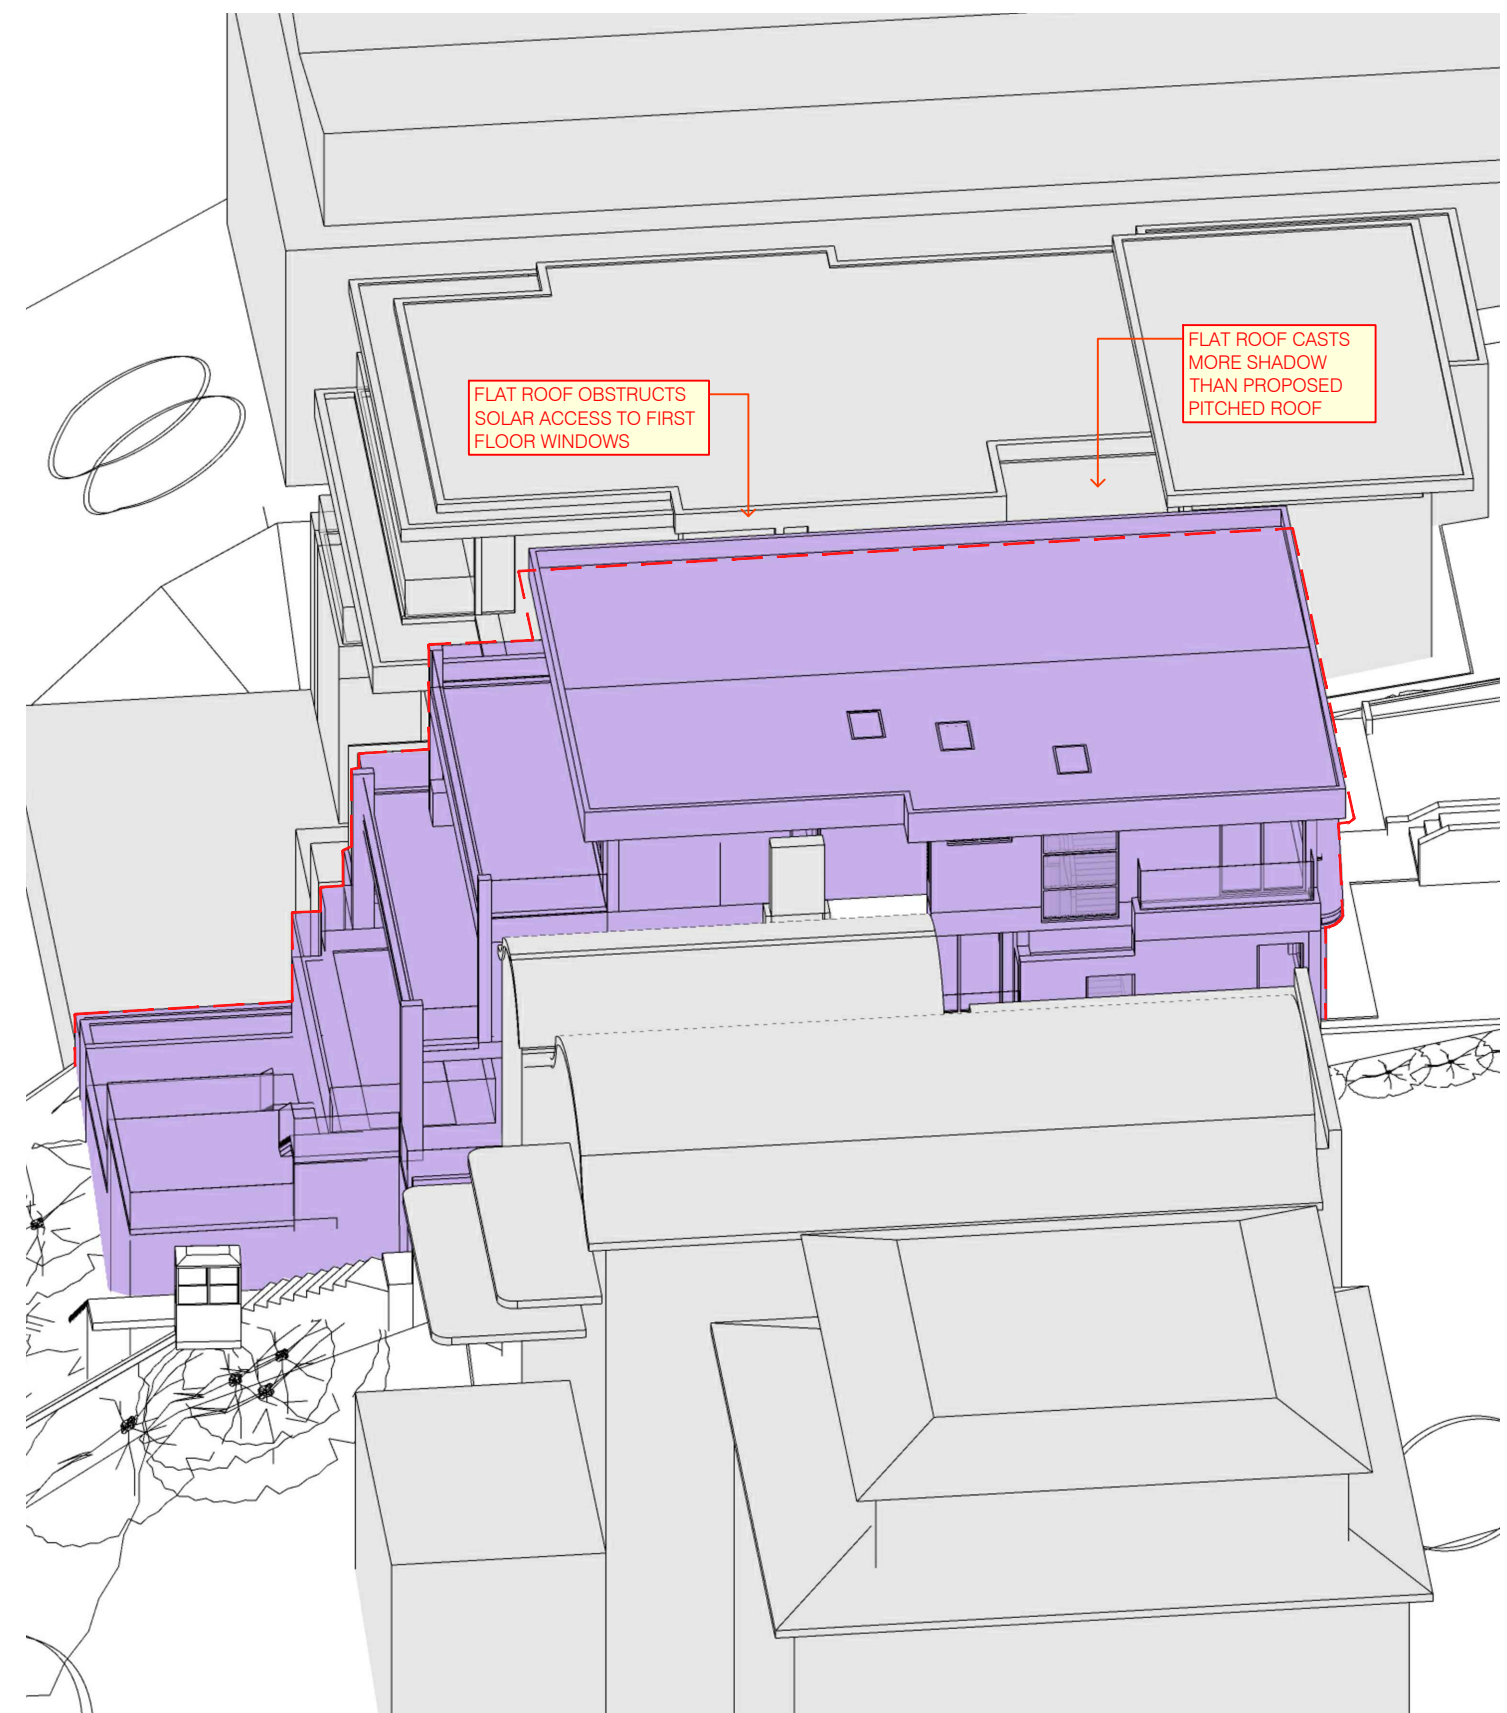 FLAT ROOF OBSTRUCTS
SOLAR ACCESS TO FIRST
FLOOR WINDOWS
FLAT ROOF CASTS
MORE SHADOW
THAN PROPOSED
PITCHED ROOF